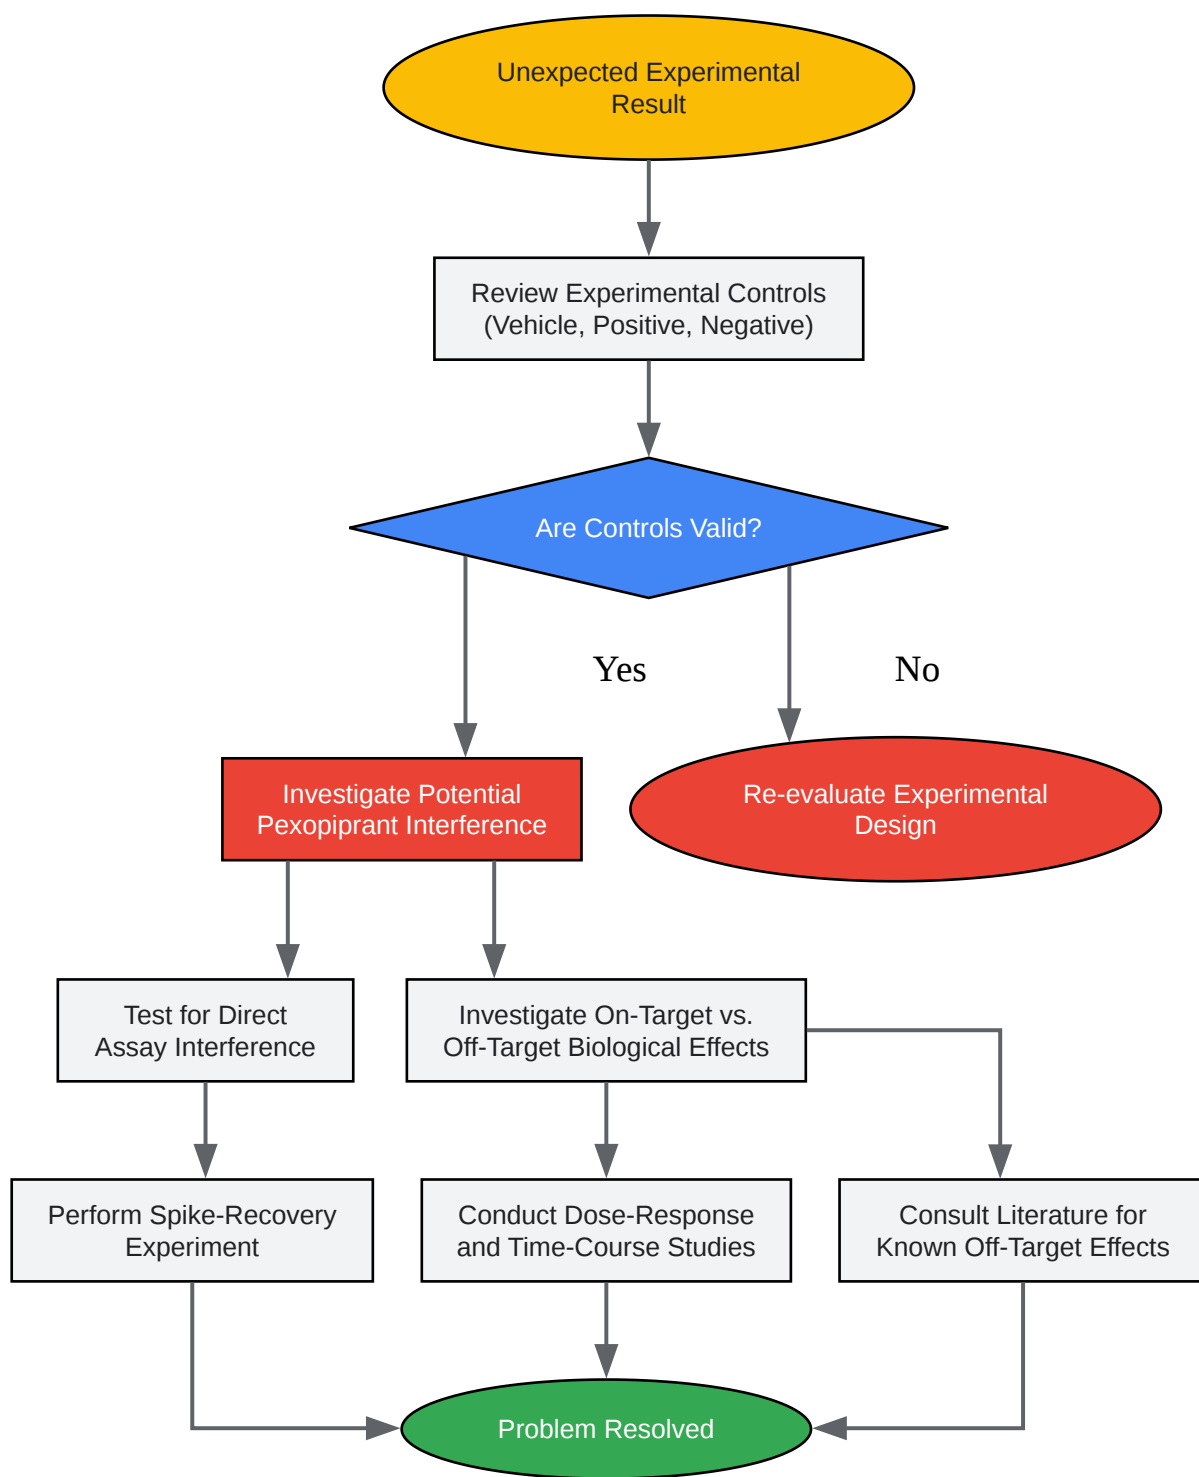 Unexpected Experimental
Result
Review Experimental Controls
(Vehicle, Positive, Negative)
Are Controls Valid?
Yes
No
Investigate Potential
Pexopiprant Interference
Re-evaluate Experimental
Design
Test for Direct
Assay Interference
Investigate On-Target vs.
Off-Target Biological Effects
Perform Spike-Recovery
Experiment
Conduct Dose-Response
and Time-Course Studies
Consult Literature for
Known Off-Target Effects
Problem Resolved